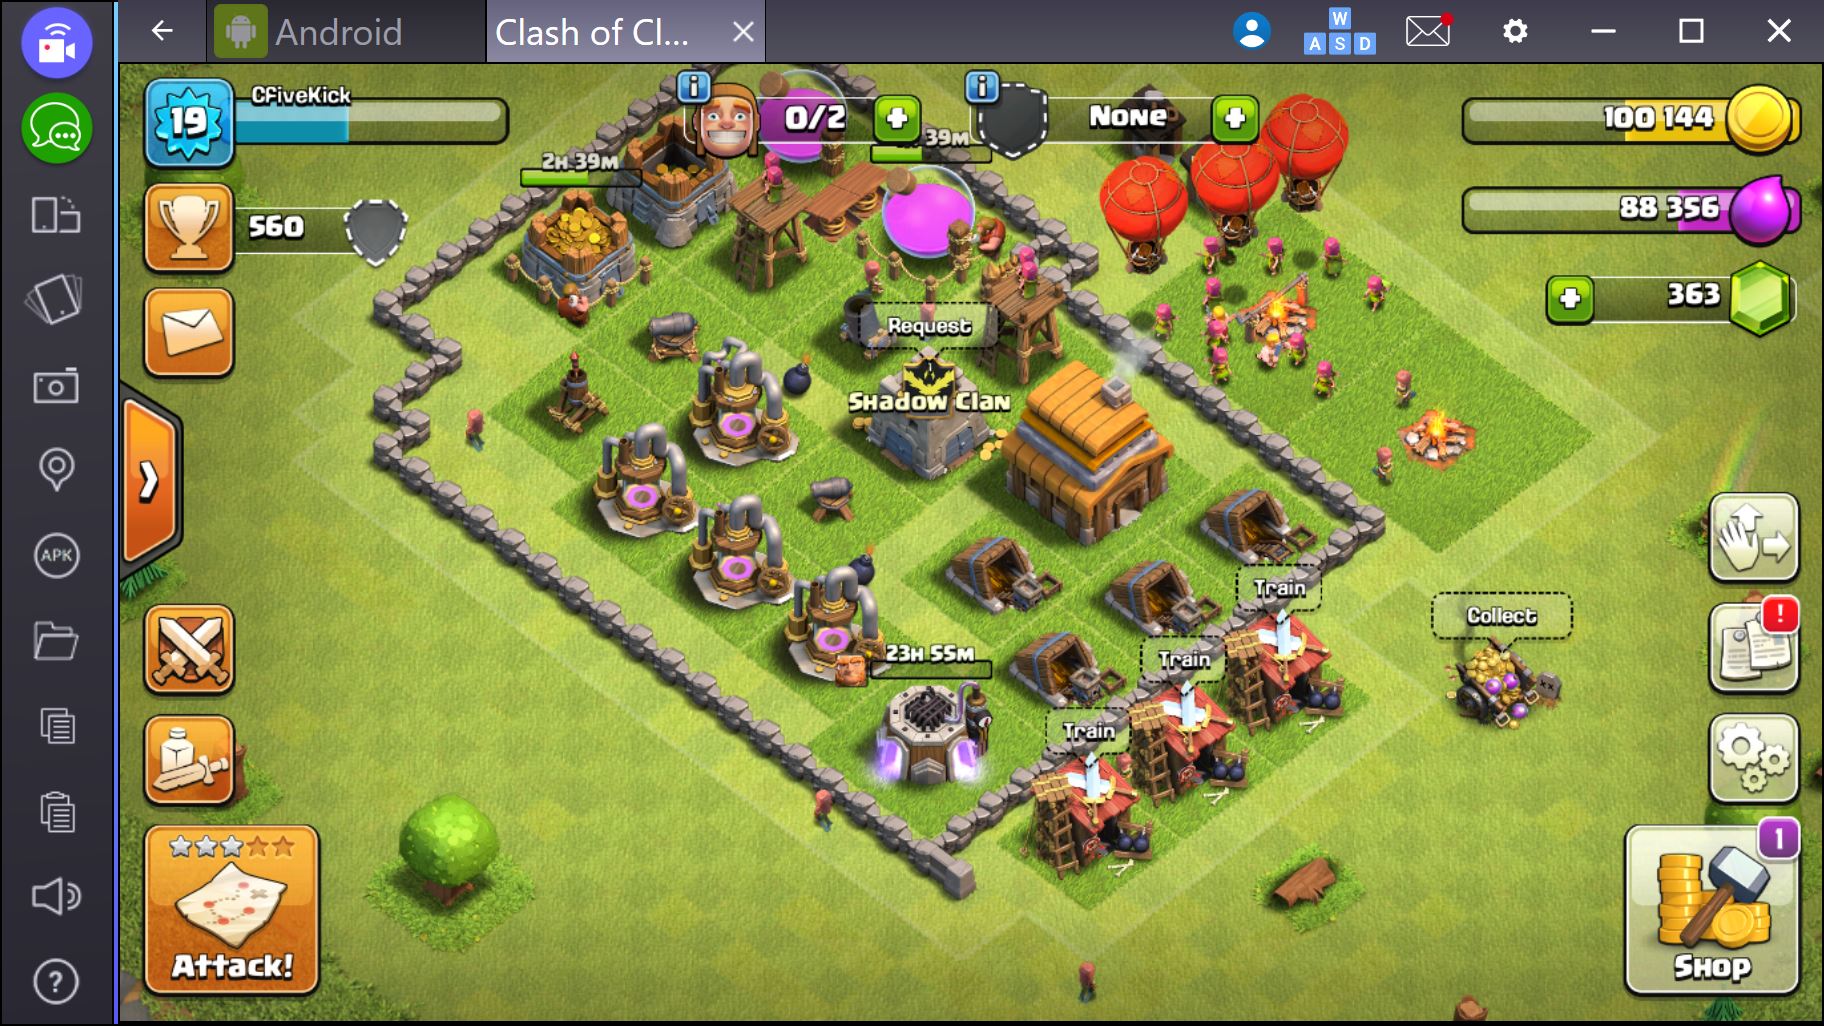 Android
Clash of Cl...
W
A S D
19
CFiveKick
0/2
None
100 144
2H 39M
39M
560
88 356
363
Request
Shadow Clan
APK
Train
Collect
!
Train
23H 55M
Train
1
Attack!
Shop
?